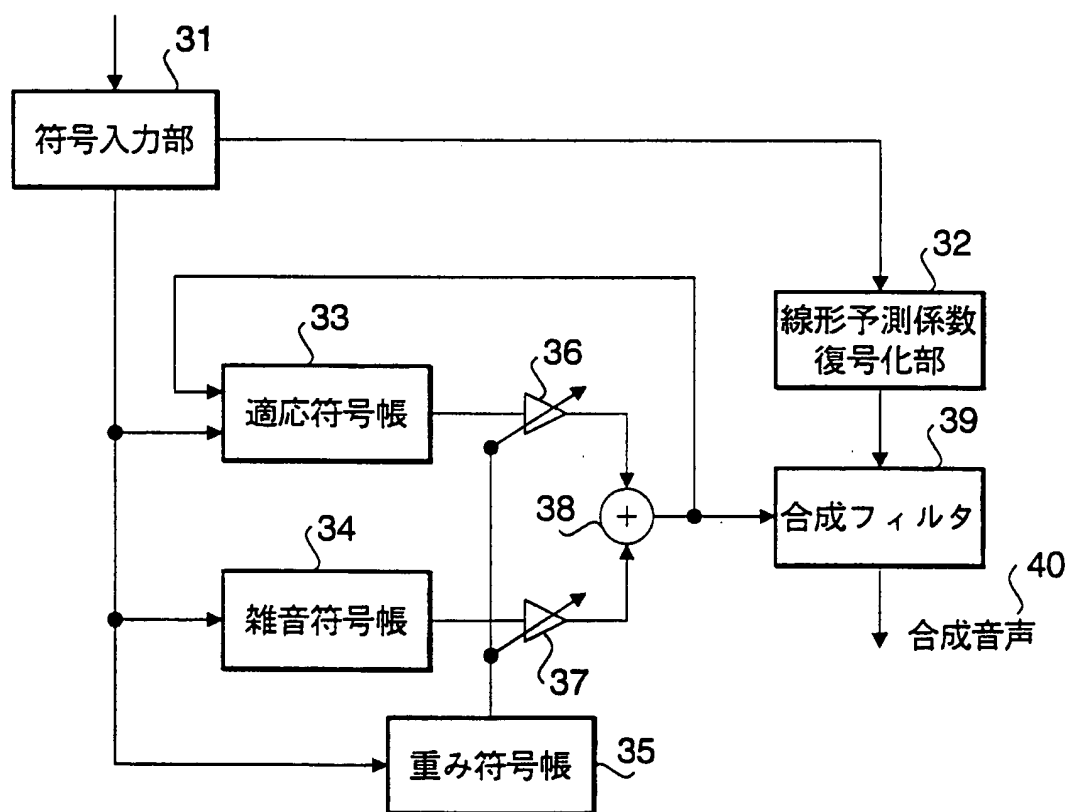 31
符号入力部
32
線形予測係数
復号化部
33
適応符号帳
36
39
38
+
合成フィルタ
34
雑音符号帳
37
40
合成音声
重み符号帳
35